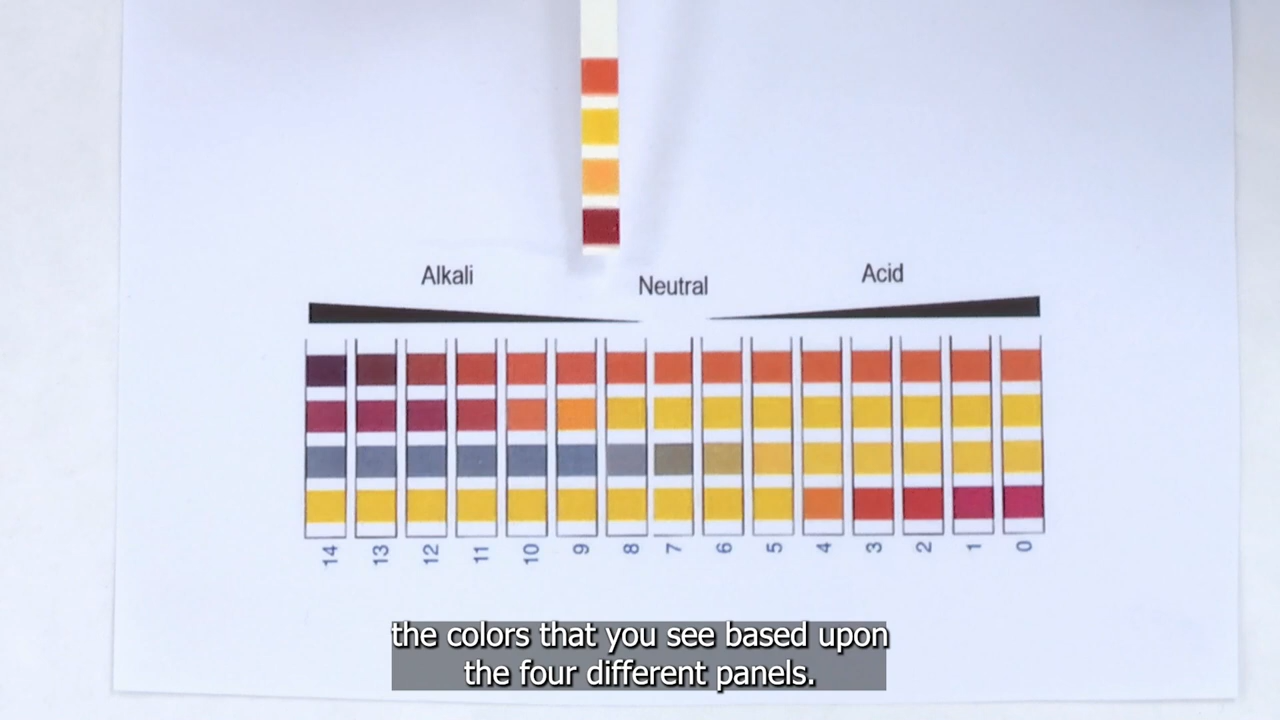 Alkali
Neutral
Acid
14 13 12 11 10 9 8 7 6 5 4 3 2 1 0
the colors that you see based upon
the four different panels.